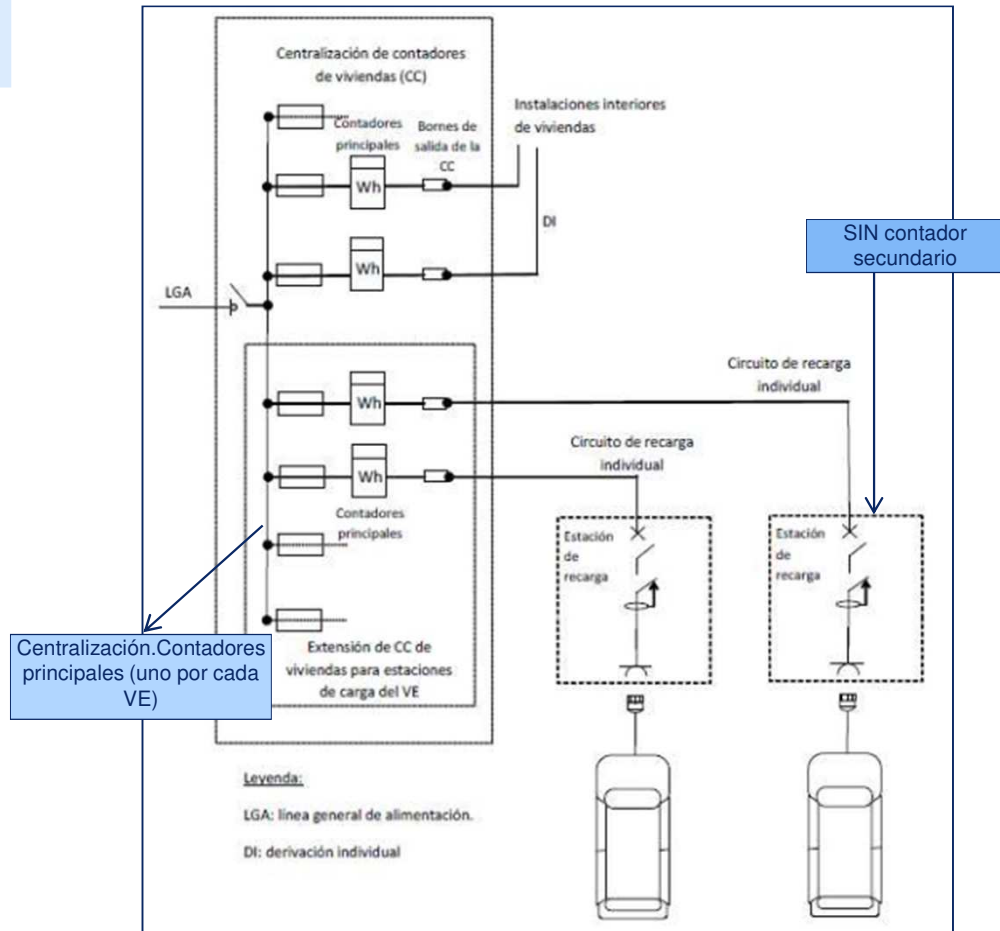 Centralización de contadores
de viviendas (CC)
Instalaciones interiores
de viviendas
Contadores
principales
Bornes de
salida de la
CC
Wh
DI
SIN contador
secundario
Wh
LGA
Circuito de recarga
individual
Wh
Circuito de recarga
individual
Wh
Contadores
principales
Estación
de
recarga
Estación
de
recarga
Centralización.Contadores
principales (uno por cada
VE)
Extensión de CC de
viviendas para estaciones
de carga del VE
Leyenda:
LGA: línea general de alimentación.
DI: derivación individual